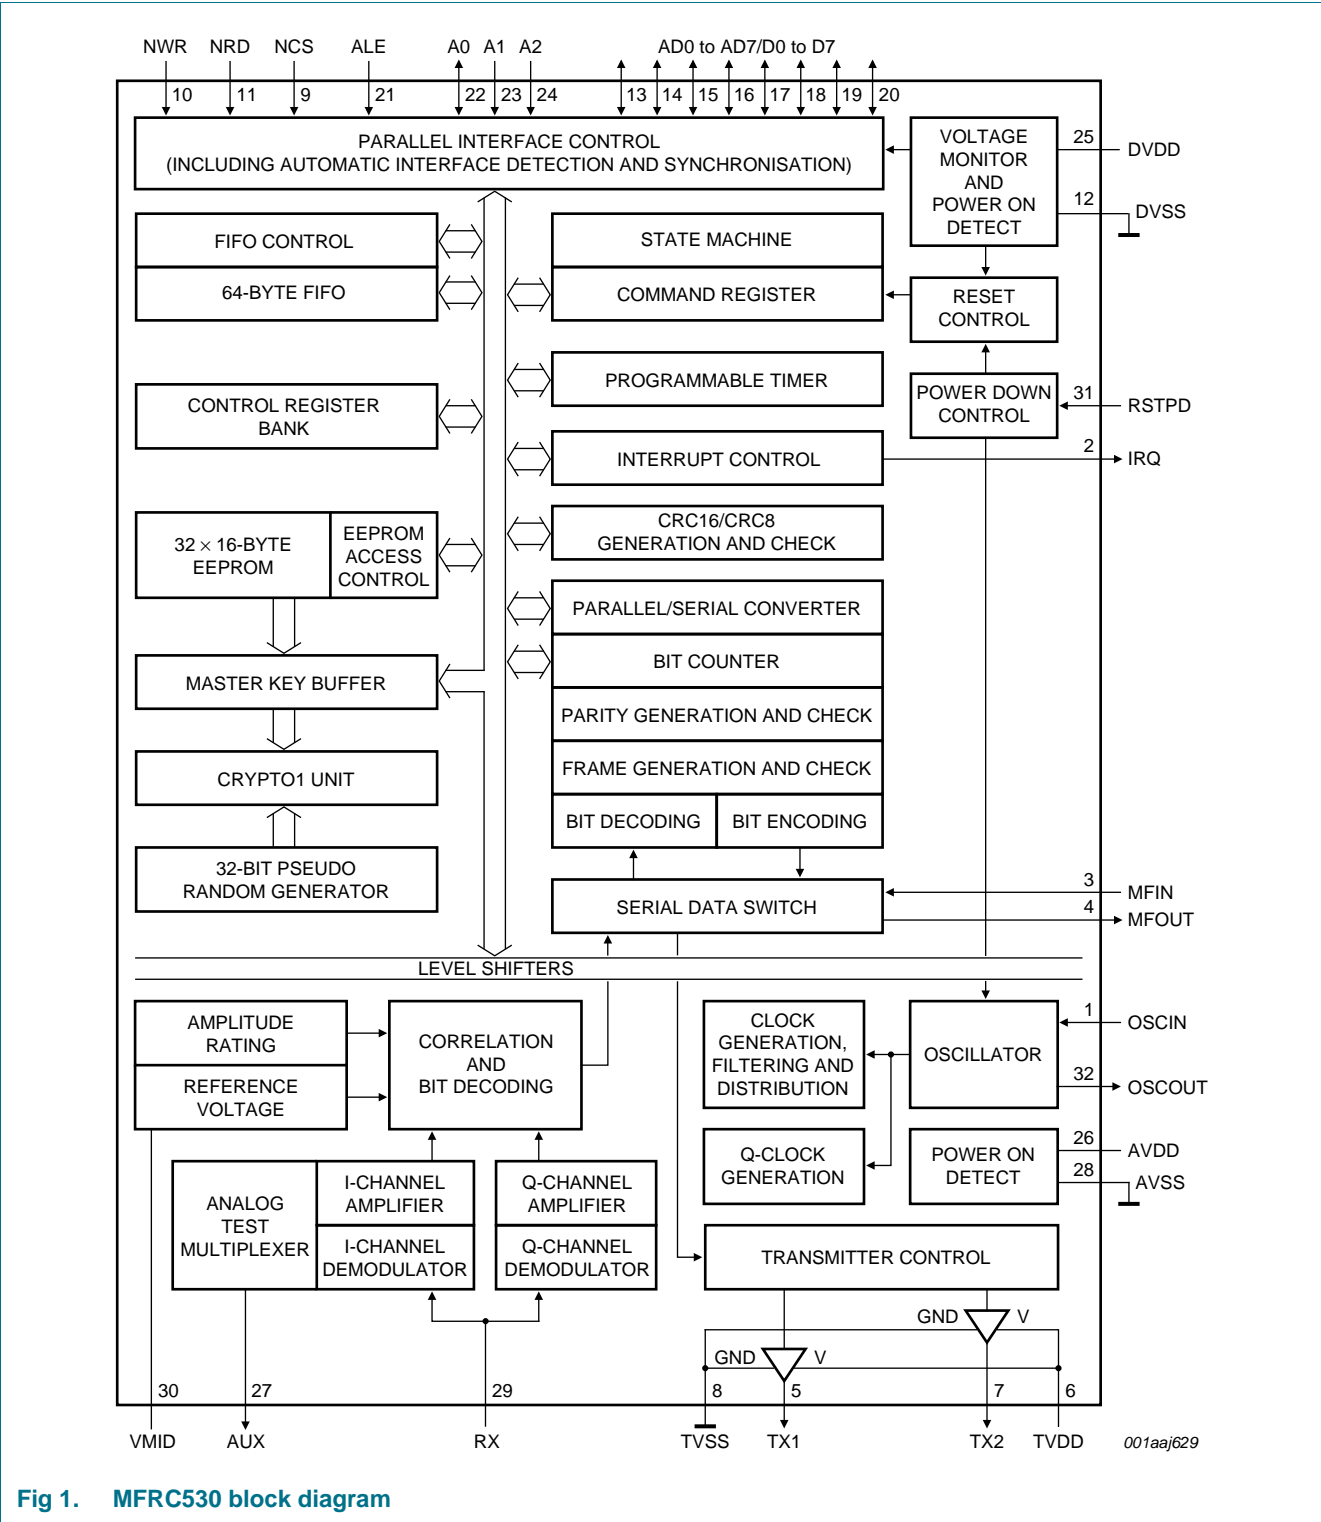 NWR NRD NCS ALE A0 A1 A2 AD0 to AD7/D0 to D7
10 11 9 21 22 23 24 13 14 15 16 17 18 19 20
PARALLEL INTERFACE CONTROL
(INCLUDING AUTOMATIC INTERFACE DETECTION AND SYNCHRONISATION)
VOLTAGE
MONITOR
AND
POWER ON
DETECT
25 DVDD
12 DVSS
FIFO CONTROL
64-BYTE FIFO
STATE MACHINE
COMMAND REGISTER
RESET
CONTROL
PROGRAMMABLE TIMER
CONTROL REGISTER
BANK
POWER DOWN
CONTROL
31 RSTPD
INTERRUPT CONTROL
2 IRQ
CRC16/CRC8
GENERATION AND CHECK
32 × 16-BYTE
EEPROM
EEPROM
ACCESS
CONTROL
PARALLEL/SERIAL CONVERTER
BIT COUNTER
MASTER KEY BUFFER
PARITY GENERATION AND CHECK
FRAME GENERATION AND CHECK
CRYPTO1 UNIT
BIT DECODING BIT ENCODING
32-BIT PSEUDO
RANDOM GENERATOR
SERIAL DATA SWITCH
3 MFIN
4 MFOUT
LEVEL SHIFTERS
AMPLITUDE
RATING
REFERENCE
VOLTAGE
CORRELATION
AND
BIT DECODING
CLOCK
GENERATION,
FILTERING AND
DISTRIBUTION
OSCILLATOR
1 OSCIN
32 OSCOUT
Q-CLOCK
GENERATION
POWER ON
DETECT
26 AVDD
28 AVSS
ANALOG
TEST
MULTIPLEXER
I-CHANNEL
AMPLIFIER
I-CHANNEL
DEMODULATOR
Q-CHANNEL
AMPLIFIER
Q-CHANNEL
DEMODULATOR
TRANSMITTER CONTROL
GND V
GND V
30 27 29 8 5 7 6
VMID AUX RX TVSS TX1 TX2 TVDD 001aaj629
Fig 1. MFRC530 block diagram